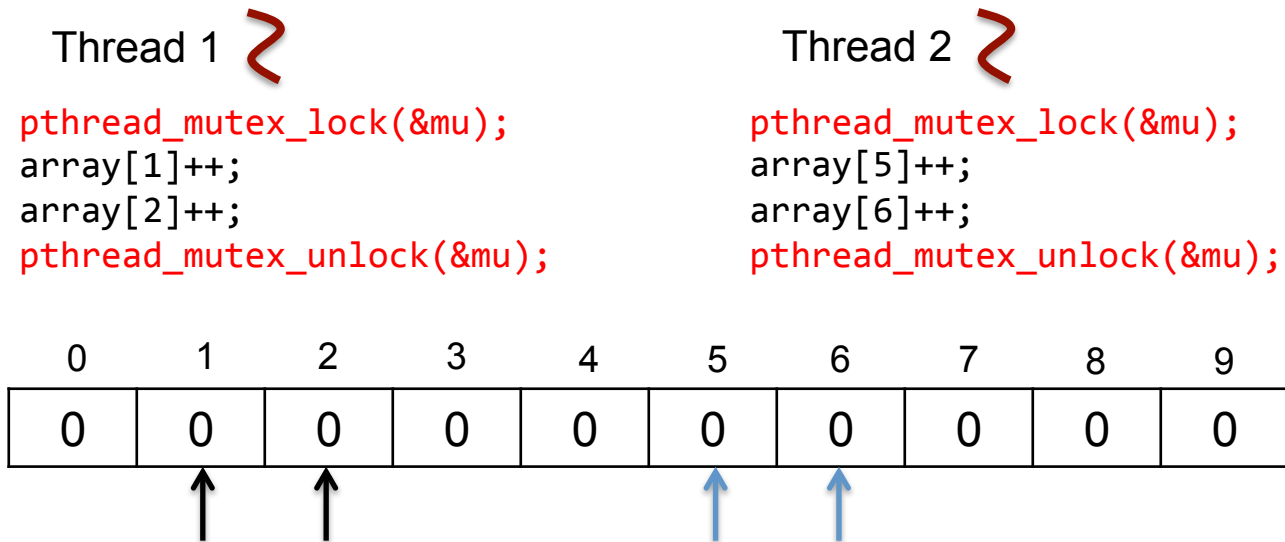 Thread 1
pthread_mutex_lock(&mu);
array[1]++;
array[2]++;
pthread_mutex_unlock(&mu);
Thread 2
pthread_mutex_lock(&mu);
array[5]++;
array[6]++;
pthread_mutex_unlock(&mu);
0 1 2 3 4 5 6 7 8 9
0 0 0 0 0 0 0 0 0 0